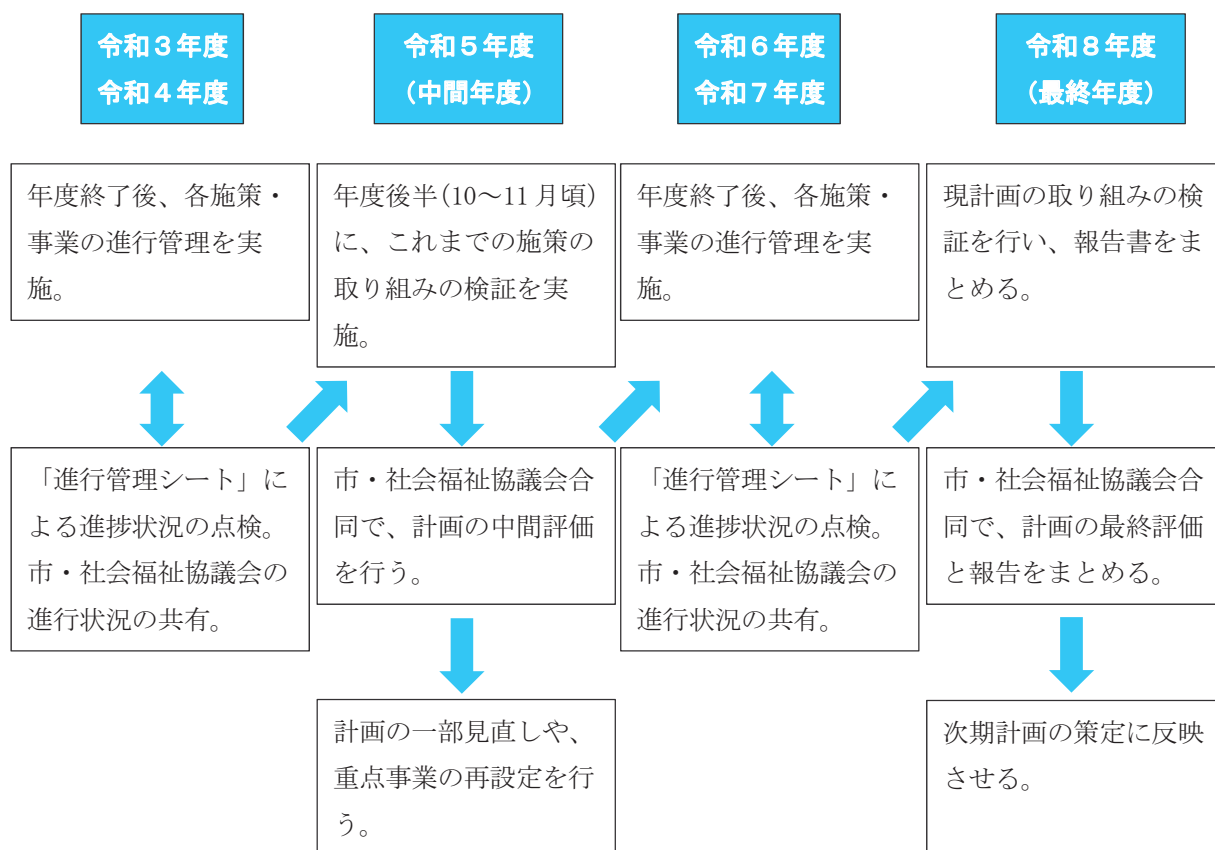 令和３年度
令和４年度
令和５年度
（中間年度）
令和６年度
令和７年度
令和８年度
（最終年度）
年度終了後、各施策・
事業の進行管理を実
施。
年度後半(10～11 月頃)
に、これまでの施策の
取り組みの検証を実
施。
年度終了後、各施策・
事業の進行管理を実
施。
現計画の取り組みの検
証を行い、報告書をま
とめる。
「進行管理シート」に
よる進捗状況の点検。
市・社会福祉協議会の
進行状況の共有。
市・社会福祉協議会合
同で、計画の中間評価
を行う。
「進行管理シート」に
よる進捗状況の点検。
市・社会福祉協議会の
進行状況の共有。
市・社会福祉協議会合
同で、計画の最終評価
と報告をまとめる。
計画の一部見直しや、
重点事業の再設定を行
う。
次期計画の策定に反映
させる。